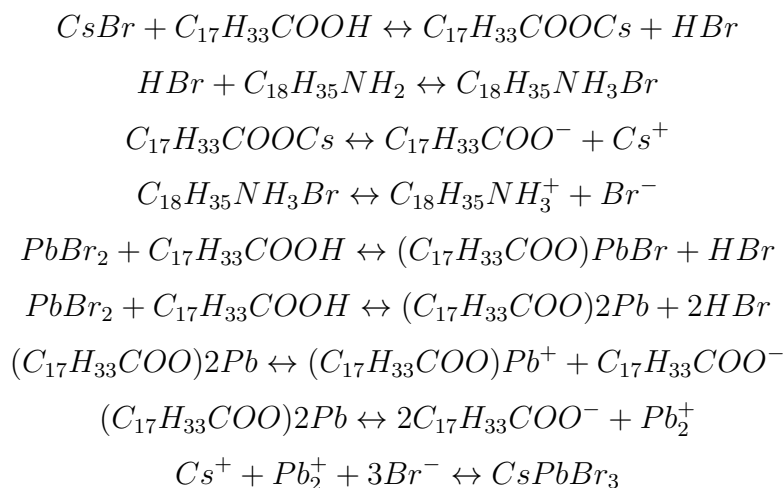 CsBr + C₁₇H₃₃COOH ↔ C₁₇H₃₃COOCs + HBr
HBr + C₁₈H₃₅NH₂ ↔ C₁₈H₃₅NH₃Br
C₁₇H₃₃COOCs ↔ C₁₇H₃₃COO⁻ + Cs⁺
C₁₈H₃₅NH₃Br ↔ C₁₈H₃₅NH₃⁺ + Br⁻
PbBr₂ + C₁₇H₃₃COOH ↔ (C₁₇H₃₃COO)PbBr + HBr
PbBr₂ + C₁₇H₃₃COOH ↔ (C₁₇H₃₃COO)2Pb + 2HBr
(C₁₇H₃₃COO)2Pb ↔ (C₁₇H₃₃COO)Pb⁺ + C₁₇H₃₃COO⁻
(C₁₇H₃₃COO)2Pb ↔ 2C₁₇H₃₃COO⁻ + Pb₂⁺
Cs⁺ + Pb₂⁺ + 3Br⁻ ↔ CsPbBr₃